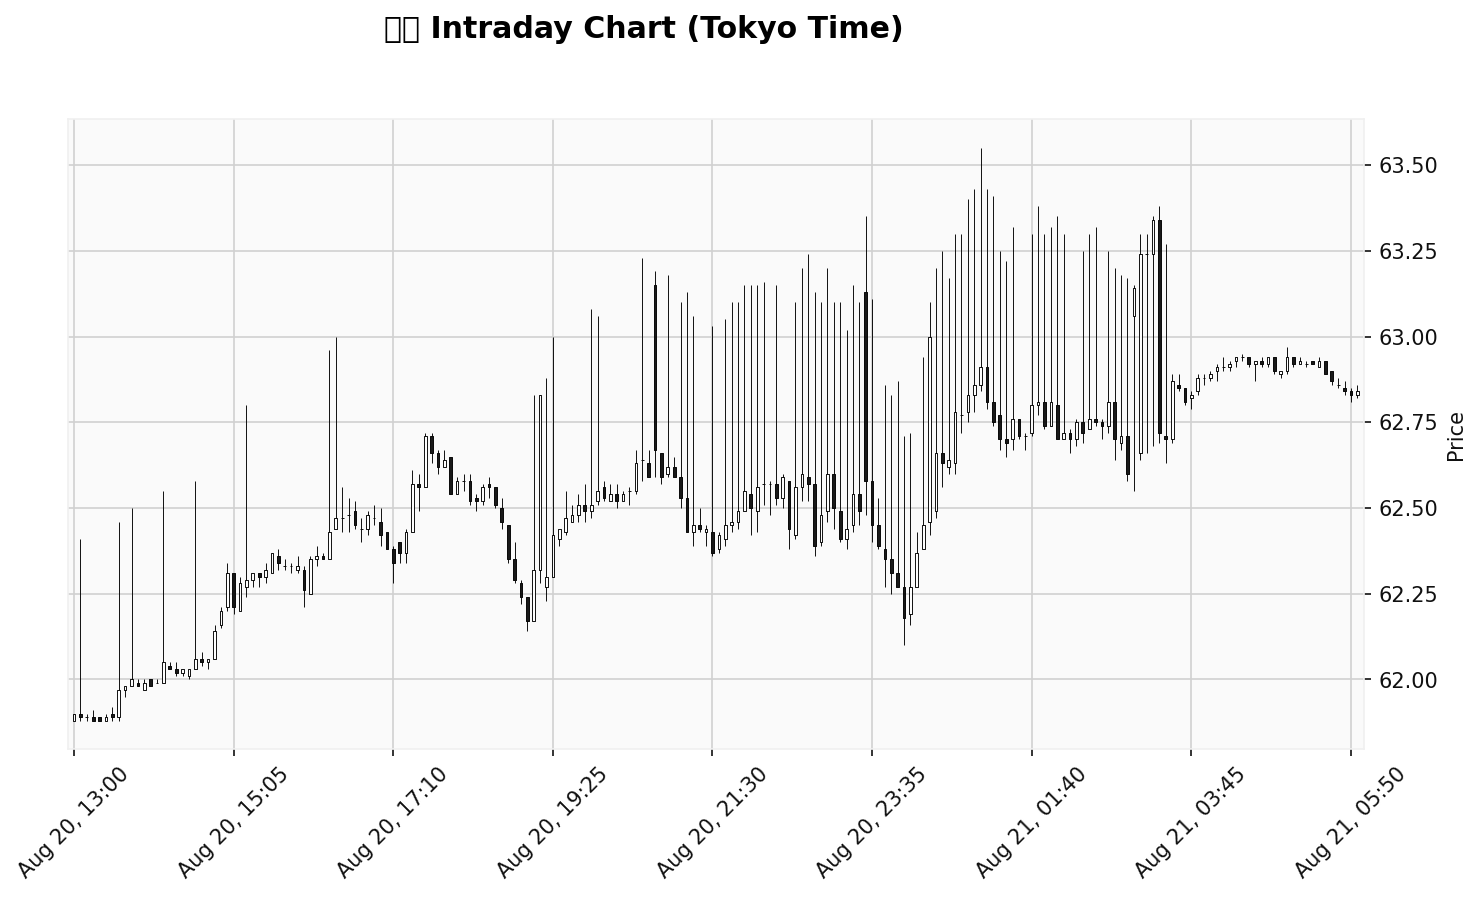 Intraday Chart (Tokyo Time)
63.50
63.25
63.00
62.75
62.50
62.25
62.00
Price
Aug 20, 13:00
Aug 20, 15:05
Aug 20, 17:10
Aug 20, 19:25
Aug 20, 21:30
Aug 20, 23:35
Aug 21, 01:40
Aug 21, 03:45
Aug 21, 05:50